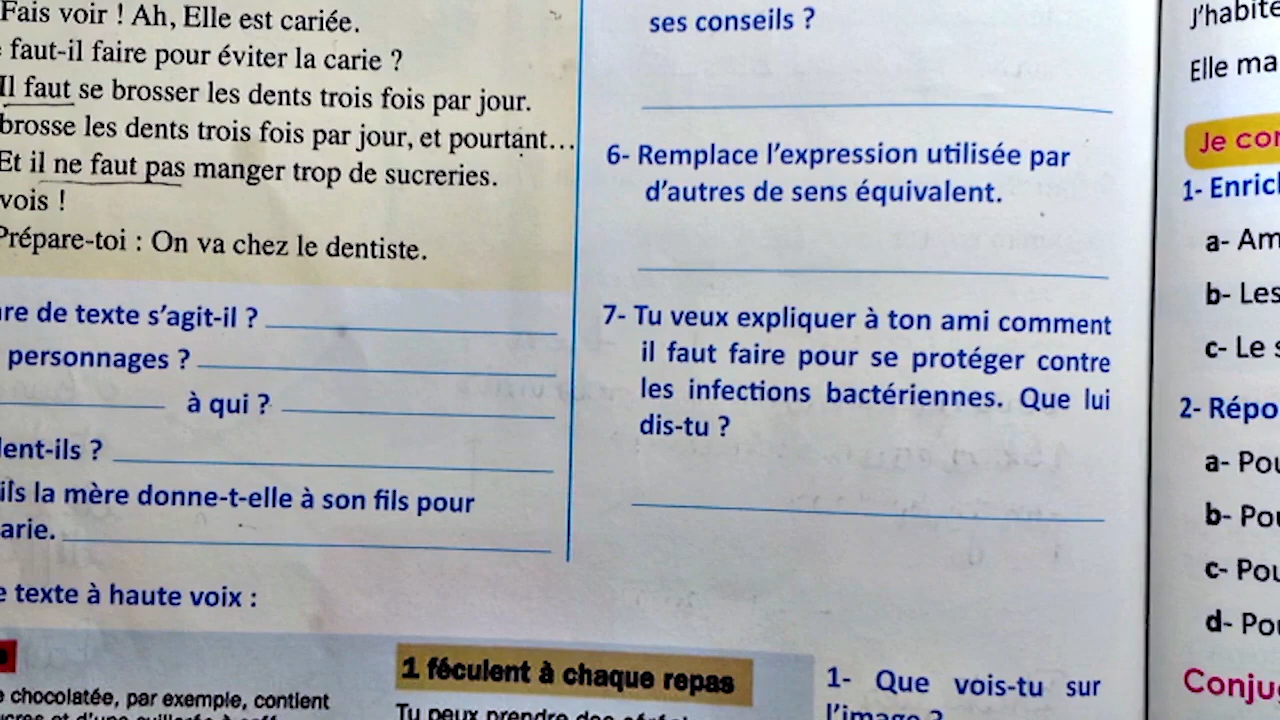 Fais voir ! Ah, Elle est cariée.
faut-il faire pour éviter la carie ?
Il faut se brosser les dents trois fois par jour.
brosse les dents trois fois par jour, et pourtant...
Et il ne faut pas manger trop de sucreries.
vois !
Prépare-toi : On va chez le dentiste.
re de texte s'agit-il ?
personnages ?
à qui ?
lent-ils ?
ils la mère donne-t-elle à son fils pour
arie.
texte à haute voix :
chocolatée, par exemple, contient
1 féculent à chaque repas
Tu peux prendre des
ses conseils ?
6- Remplace l'expression utilisée par
d'autres de sens équivalent.
7- Tu veux expliquer à ton ami comment
il faut faire pour se protéger contre
les infections bactériennes. Que lui
dis-tu ?
1- Que vois-tu sur
l'image ?
J'habite
Elle ma
Je con
1- Enrich
a- Am
b- Les
c- Le s
2- Répo
a- Pou
b- Pou
c- Pou
d- Pou
Conjug